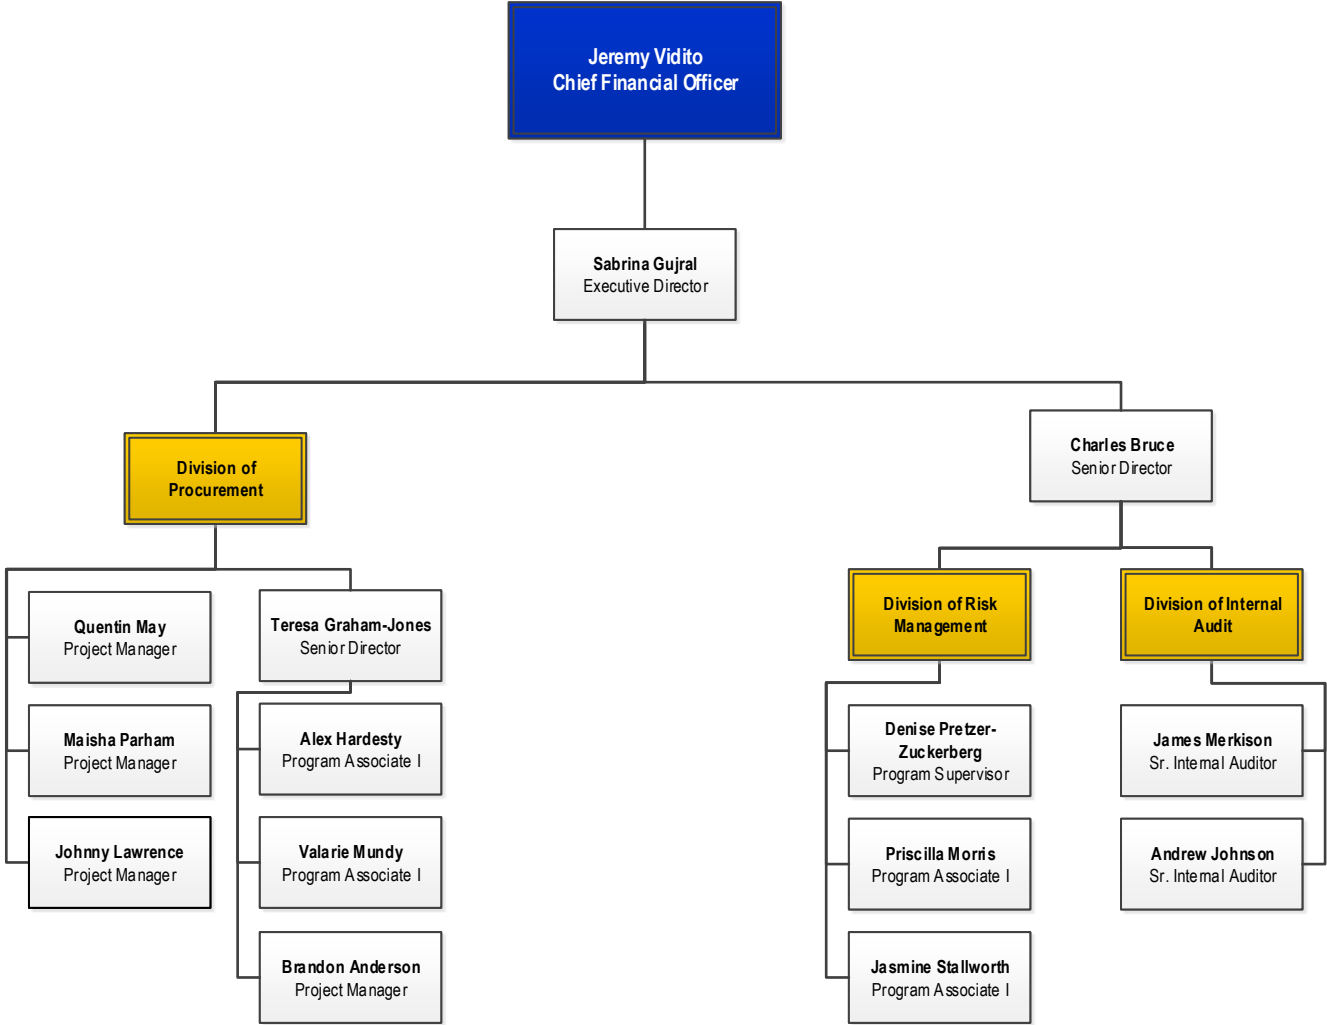 Jeremy Vidito
Chief Financial Officer
Sabrina Gujral
Executive Director
Division of
Procurement
Charles Bruce
Senior Director
Quentin May
Project Manager
Teresa Graham-Jones
Senior Director
Maisha Parham
Project Manager
Alex Hardesty
Program Associate I
Johnny Lawrence
Project Manager
Valarie Mundy
Program Associate I
Brandon Anderson
Project Manager
Division of Risk
Management
Division of Internal
Audit
Denise Pretzer-
Zuckerberg
Program Supervisor
James Merkison
Sr. Internal Auditor
Priscilla Morris
Program Associate I
Andrew Johnson
Sr. Internal Auditor
Jasmine Stallworth
Program Associate I